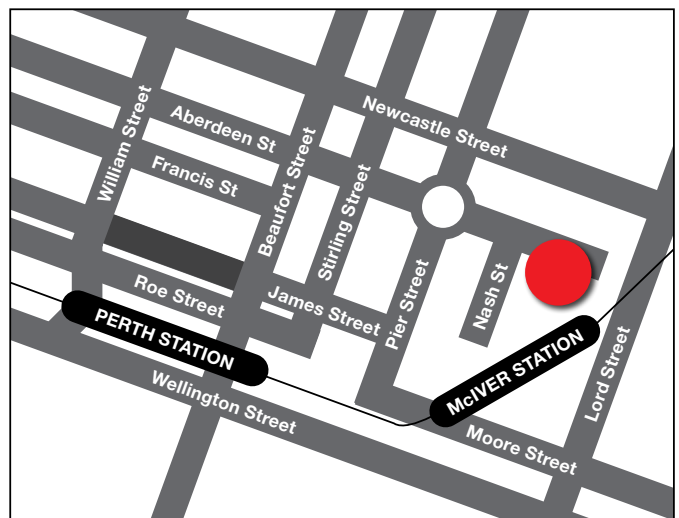 Newcastle Street
Aberdeen St
William Street
Francis St
Beaufort Street
Stirling Street
Pier Street
Nash St
James Street
Roe Street
PERTH STATION
McIVER STATION
Lord Street
Wellington Street
Moore Street